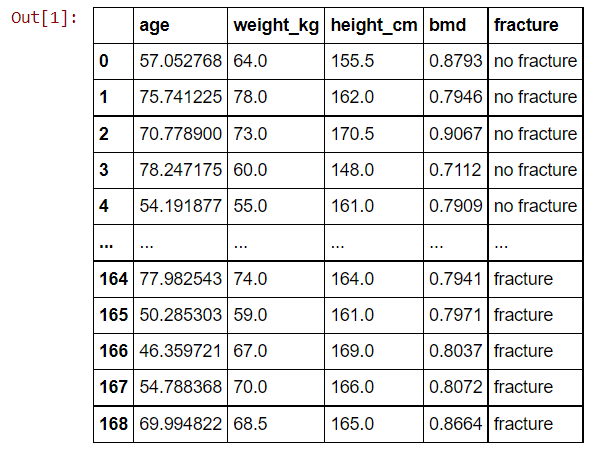 Out[1]:
age weight_kg height_cm bmd fracture
0 57.052768 64.0 155.5 0.8793 no fracture
1 75.741225 78.0 162.0 0.7946 no fracture
2 70.778900 73.0 170.5 0.9067 no fracture
3 78.247175 60.0 148.0 0.7112 no fracture
4 54.191877 55.0 161.0 0.7909 no fracture
... ... ... ... ... ...
164 77.982543 74.0 164.0 0.7941 fracture
165 50.285303 59.0 161.0 0.7971 fracture
166 46.359721 67.0 169.0 0.8037 fracture
167 54.788368 70.0 166.0 0.8072 fracture
168 69.994822 68.5 165.0 0.8664 fracture